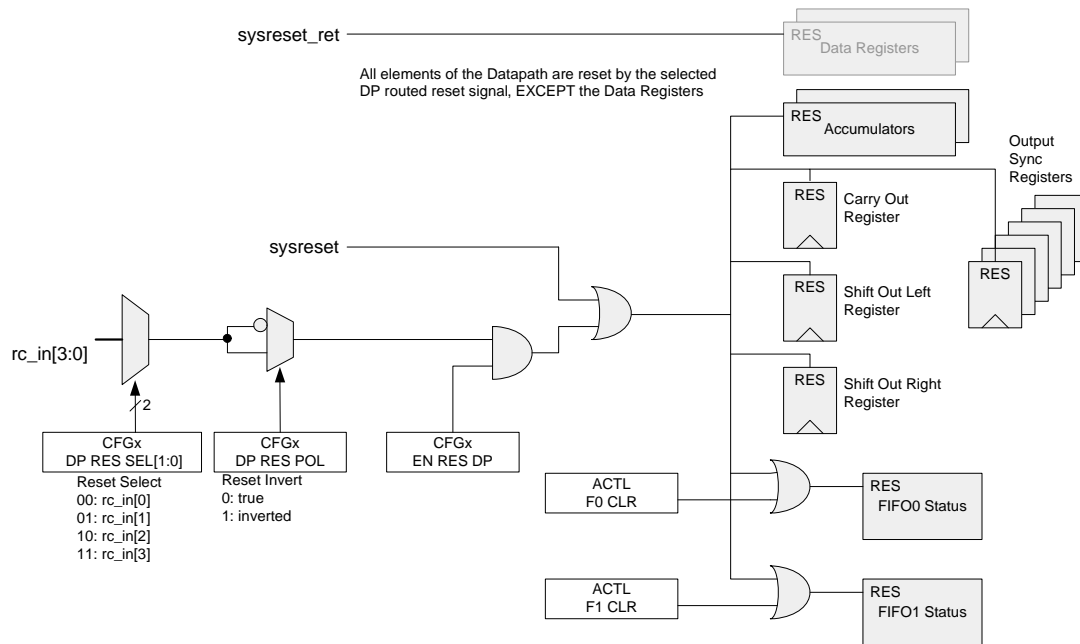 sysreset_ret
RES
Data Registers
All elements of the Datapath are reset by the selected
DP routed reset signal, EXCEPT the Data Registers
RES
Accumulators
Output
Sync
Registers
RES
Carry Out
Register
sysreset
RES
RES
Shift Out Left
Register
rc_in[3:0]
2
RES
Shift Out Right
Register
CFGx
DP RES SEL[1:0]
CFGx
DP RES POL
CFGx
EN RES DP
Reset Select
00: rc_in[0]
01: rc_in[1]
10: rc_in[2]
11: rc_in[3]
Reset Invert
0: true
1: inverted
ACTL
F0 CLR
RES
FIFO0 Status
ACTL
F1 CLR
RES
FIFO1 Status